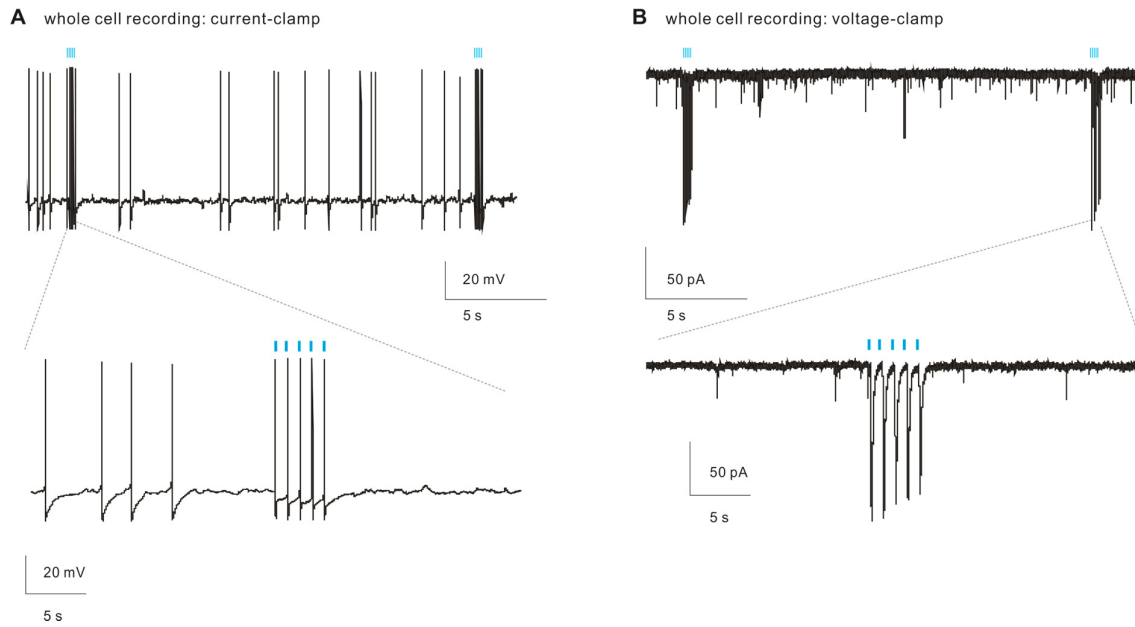 A whole cell recording: current-clamp
20 mV
5 s
20 mV
5 s
B whole cell recording: voltage-clamp
50 pA
5 s
50 pA
5 s